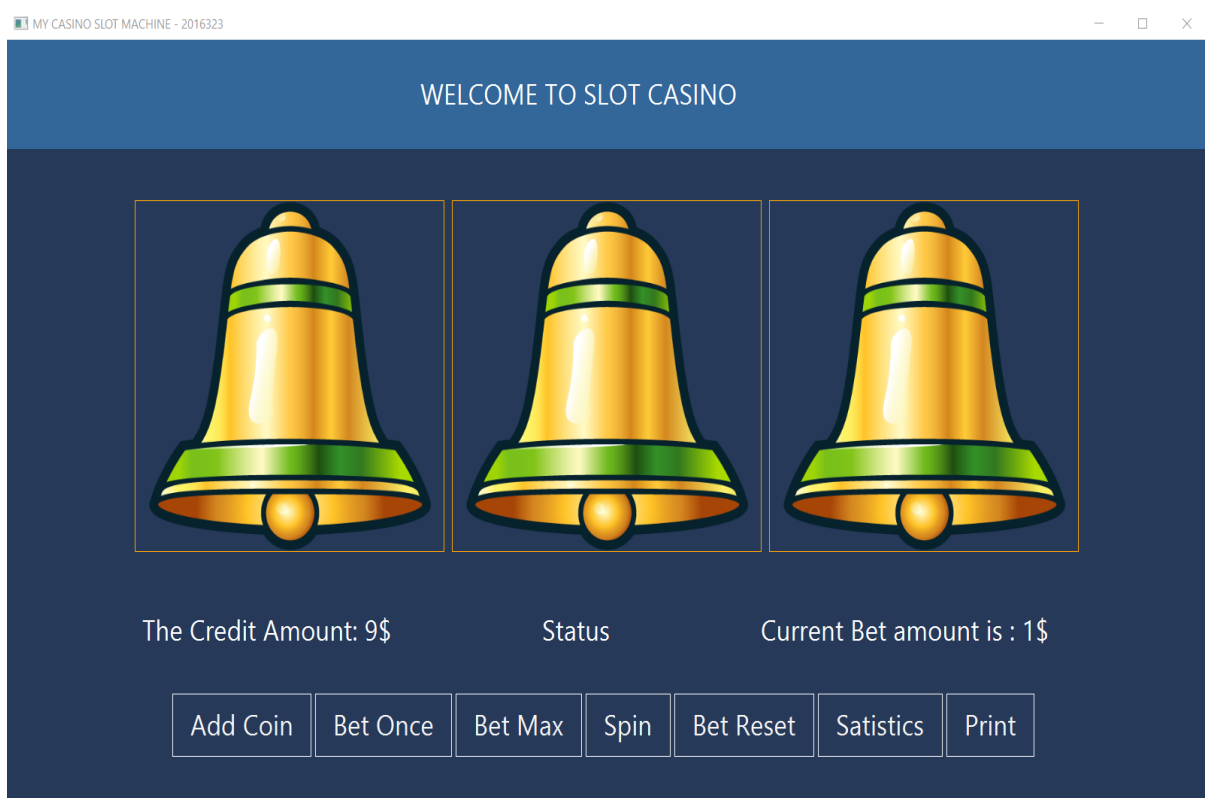 MY CASINO SLOT MACHINE - 2016323
WELCOME TO SLOT CASINO
The Credit Amount: 9$ Status Current Bet amount is : 1$
Add Coin Bet Once Bet Max Spin Bet Reset Satistics Print